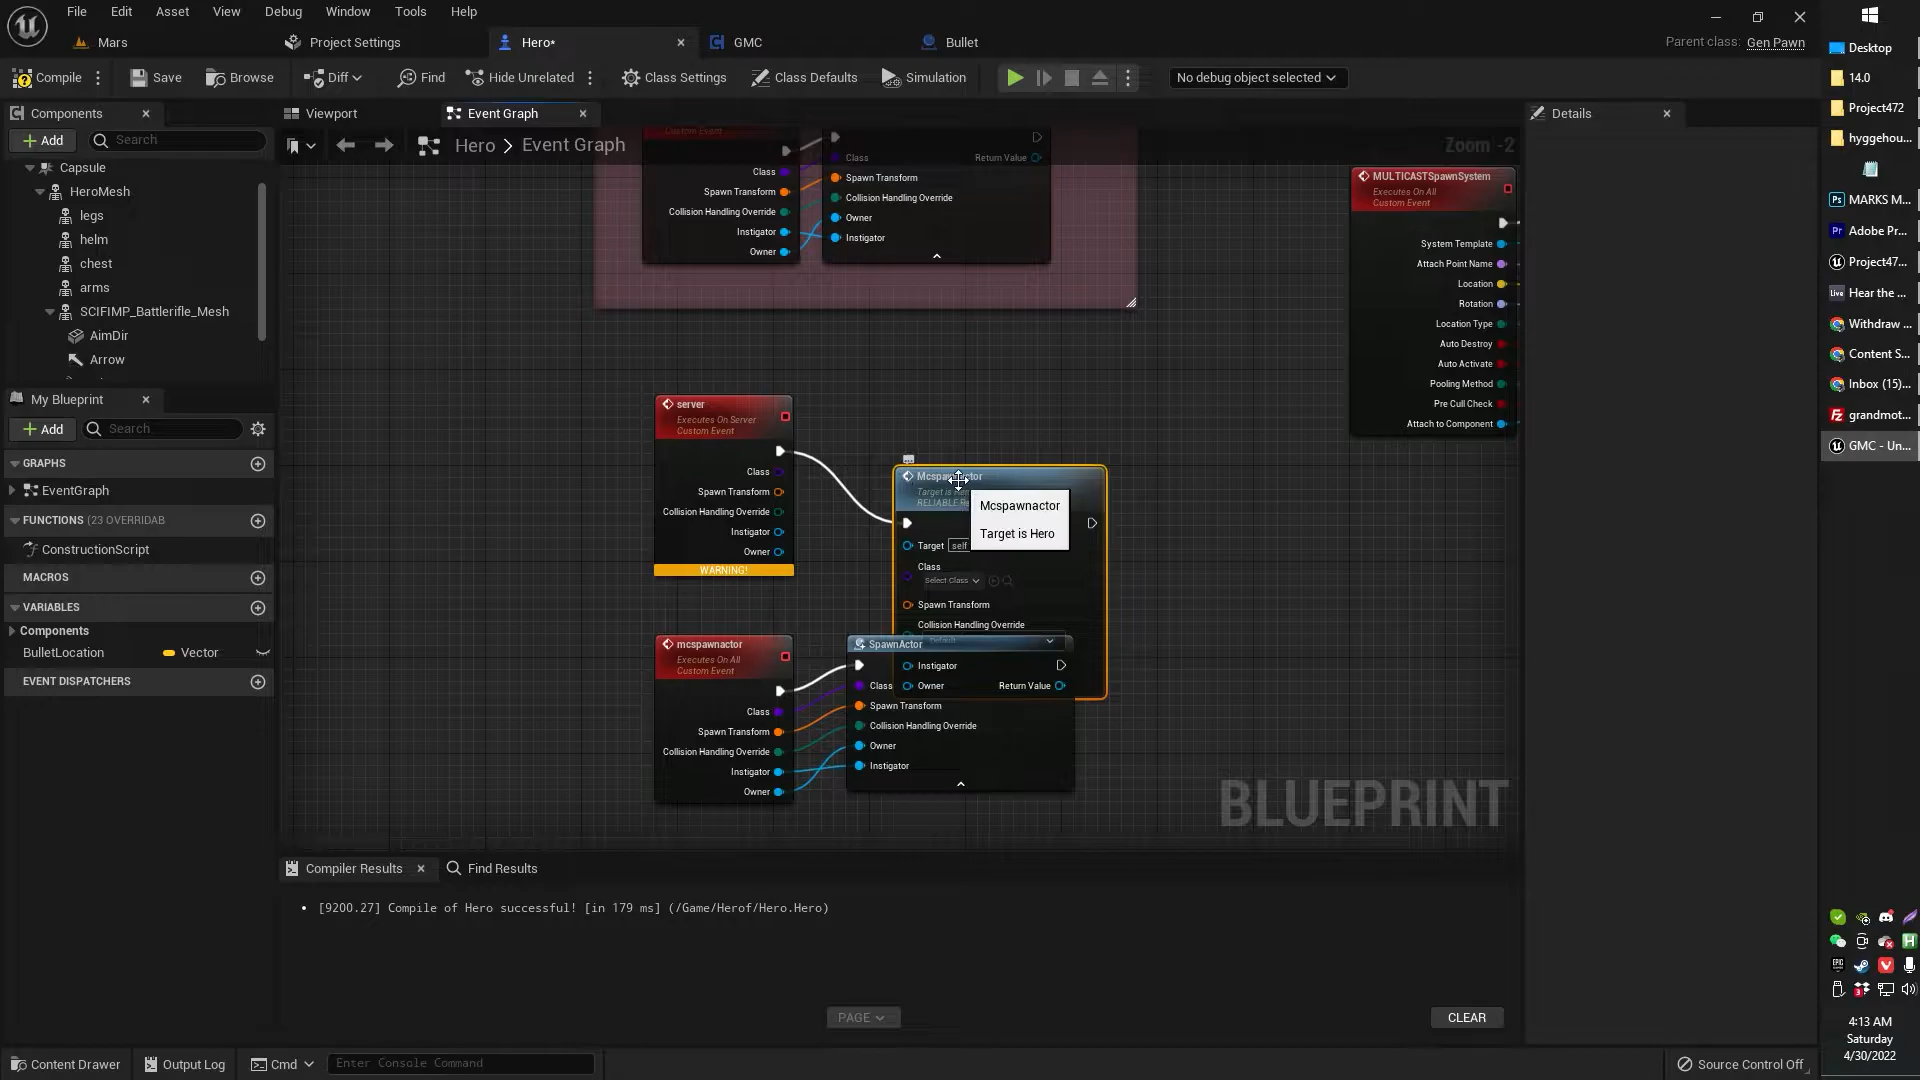 File Edit Asset View Debug Window Tools Help
Mars
Project Settings
Hero*
GMC
Bullet
Parent class: Gen Pawn
Compile
Save
Browse
Diff
Find
Hide Unrelated
Class Settings
Class Defaults
Simulation
No debug object selected
Components
Add
Search
Capsule
HeroMesh
legs
helm
chest
arms
SCIFIMP_Battlerifle_Mesh
AimDir
Arrow
My Blueprint
Add
Search
GRAPHS
EventGraph
FUNCTIONS (23 OVERRIDAB
ConstructionScript
MACROS
VARIABLES
Components
BulletLocation
Vector
EVENT DISPATCHERS
Viewport
Event Graph
Hero > Event Graph
Zoom -2
Custom Event
Class
Spawn Transform
Collision Handling Override
Instigator
Owner
Class
Return Value
Spawn Transform
Collision Handling Override
Owner
Instigator
MULTICASTSpawnSystem
Executes On All
Custom Event
System Template
Attach Point Name
Location
Rotation
Location Type
Auto Destroy
Auto Activate
Pooling Method
Pre Cull Check
Attach to Component
server
Executes On Server
Custom Event
Class
Spawn Transform
Collision Handling Override
Instigator
Owner
WARNING!
Mcspawnactor
Target is
RELIABLE
Mcspawnactor
Target is Hero
Target self
Class
Select Class
Spawn Transform
Collision Handling Override
Default
Instigator
Owner
mcspawnactor
Executes On All
Custom Event
Class
Spawn Transform
Collision Handling Override
Instigator
Owner
SpawnActor
Class
Return Value
Spawn Transform
Collision Handling Override
Owner
Instigator
BLUEPRINT
Compiler Results
Find Results
[9200.27] Compile of Hero successful! [in 179 ms] (/Game/Herof/Hero.Hero)
PAGE
CLEAR
Content Drawer
Output Log
Cmd
Enter Console Command
Source Control Off
Details
Desktop
14.0
Project472
hyggehou...
MARKS M...
Adobe Pr...
Project47...
Hear the ...
Withdraw ...
Content S...
Inbox (15)...
grandmot...
GMC - Un...
4:13 AM
Saturday
4/30/2022